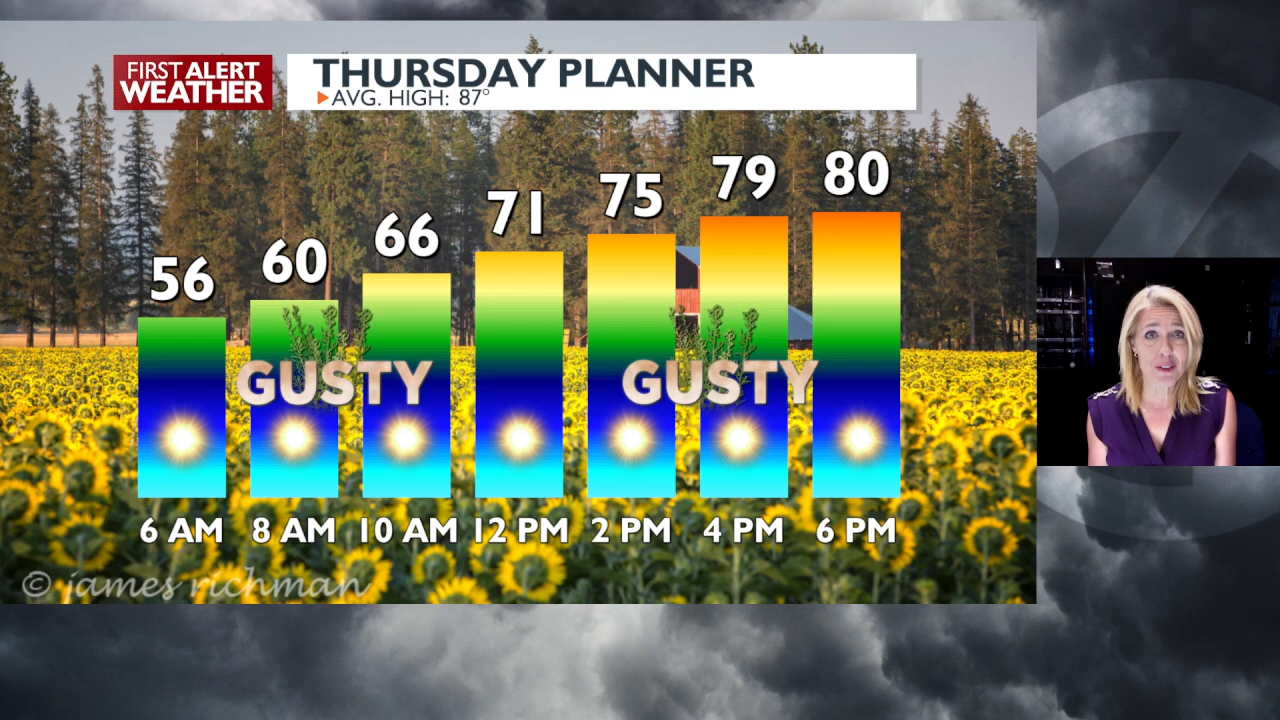 FIRST ALERT
WEATHER
THURSDAY PLANNER
AVG. HIGH: 87°
56 60 66 71 75 79 80
GUSTY GUSTY
6 AM 8 AM 10 AM 12 PM 2 PM 4 PM 6 PM
© james richman